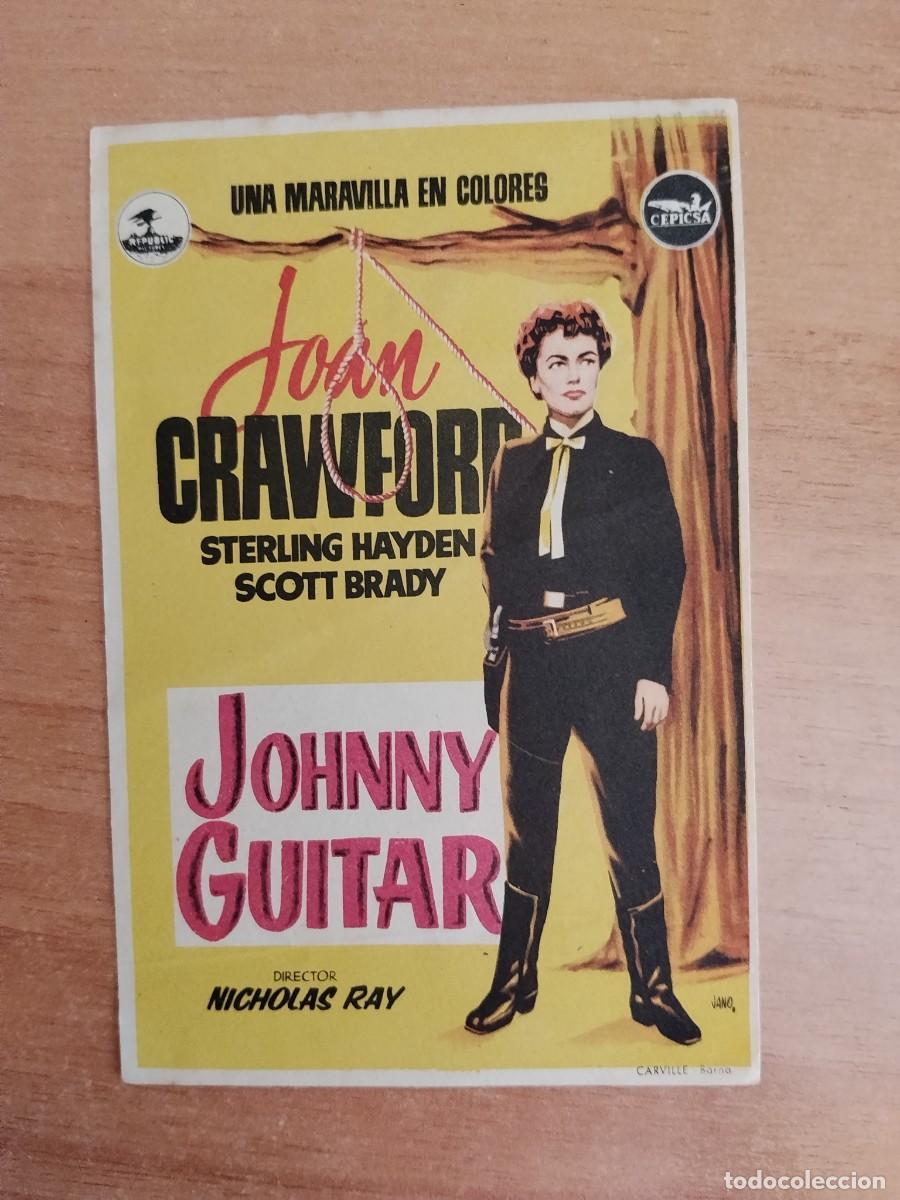 UNA MARAVILLA EN COLORES
REPUBLIC
PICTURES
CEPICSA
Joan
CRAWFORD
STERLING HAYDEN
SCOTT BRADY
JOHNNY
GUITAR
DIRECTOR
NICHOLAS RAY
JANO.
CARVILLE - Barna
todocoleccion